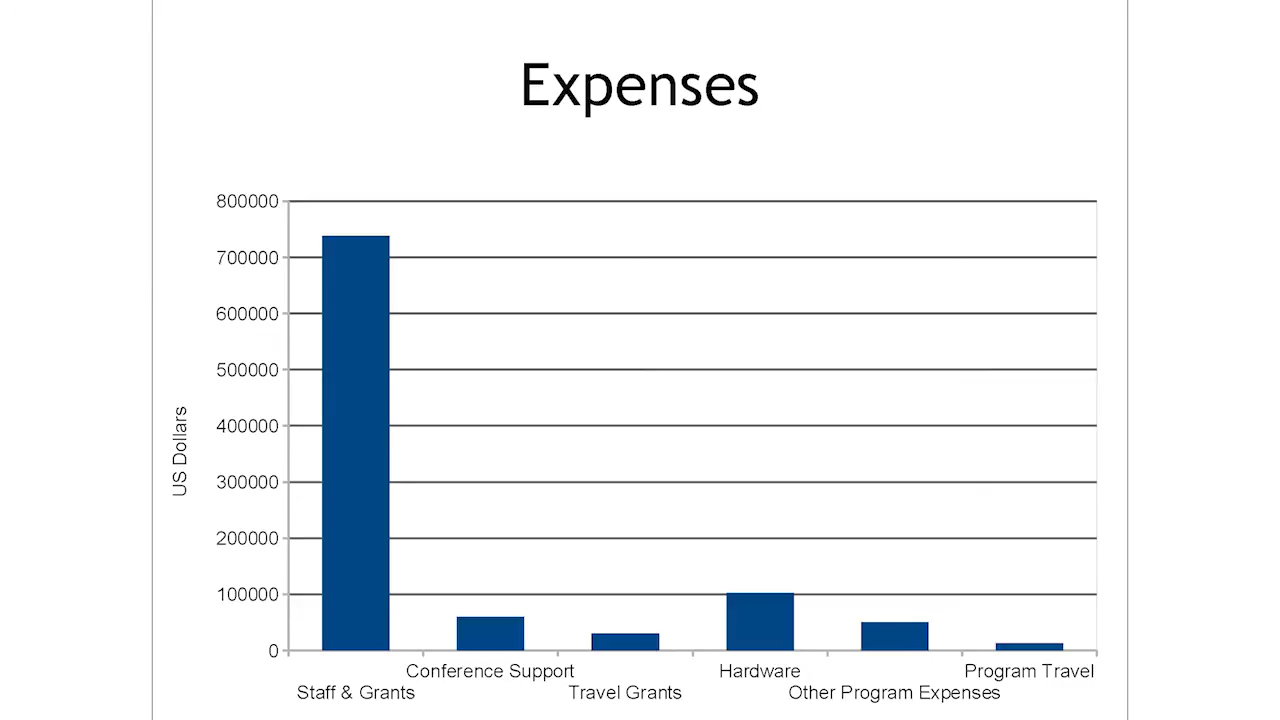 Expenses
800000
700000
600000
500000
400000
300000
200000
100000
0
US Dollars
Conference Support
Hardware
Program Travel
Staff & Grants
Travel Grants
Other Program Expenses